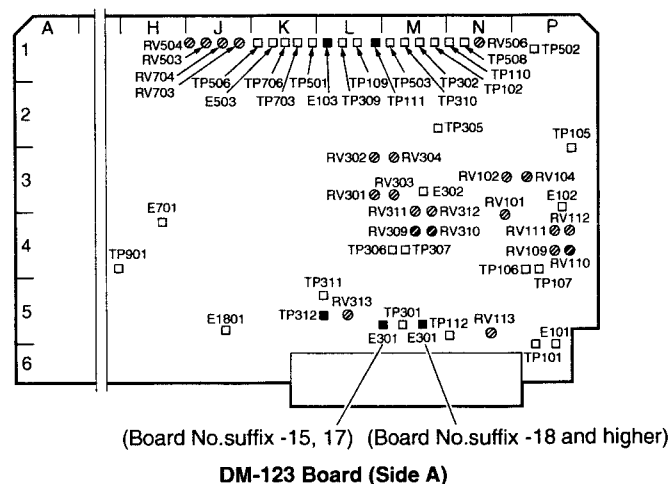 A H J K L M N P
1 RV504 RV506 TP502
RV503 TP508
RV704 TP506 TP706 TP501 TP109 TP503 TP302 TP110
RV703 E503 TP703 E103 TP309 TP111 TP310 TP102
2 TP305 TP105
RV302 RV304
3 RV303 RV102 RV104
RV301 E302 RV101 E102
E701 RV311 RV312 RV112
4 RV309 RV310 RV111
TP306 TP307 RV109
TP901 TP106 RV110
TP107
TP311
5 TP312 RV313 TP301
E1801 TP112 RV113 E101
E301 E301 TP101
6
(Board No.suffix -15, 17) (Board No.suffix -18 and higher)
DM-123 Board (Side A)